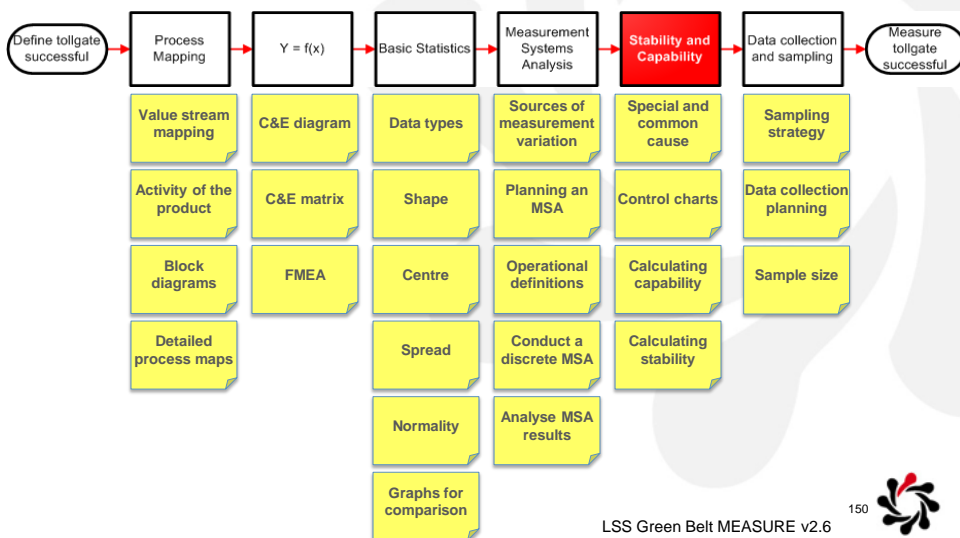 Define tollgate
successful
Process
Mapping
Y = f(x)
Basic Statistics
Measurement
Systems
Analysis
Stability and
Capability
Data collection
and sampling
Measure
tollgate
successful
Value stream
mapping
C&E diagram
Data types
Sources of
measurement
variation
Special and
common
cause
Sampling
strategy
Activity of the
product
C&E matrix
Shape
Planning an
MSA
Control charts
Data collection
planning
Block
diagrams
FMEA
Centre
Operational
definitions
Calculating
capability
Sample size
Detailed
process maps
Spread
Conduct a
discrete MSA
Calculating
stability
Normality
Analyse MSA
results
Graphs for
comparison
150
LSS Green Belt MEASURE v2.6